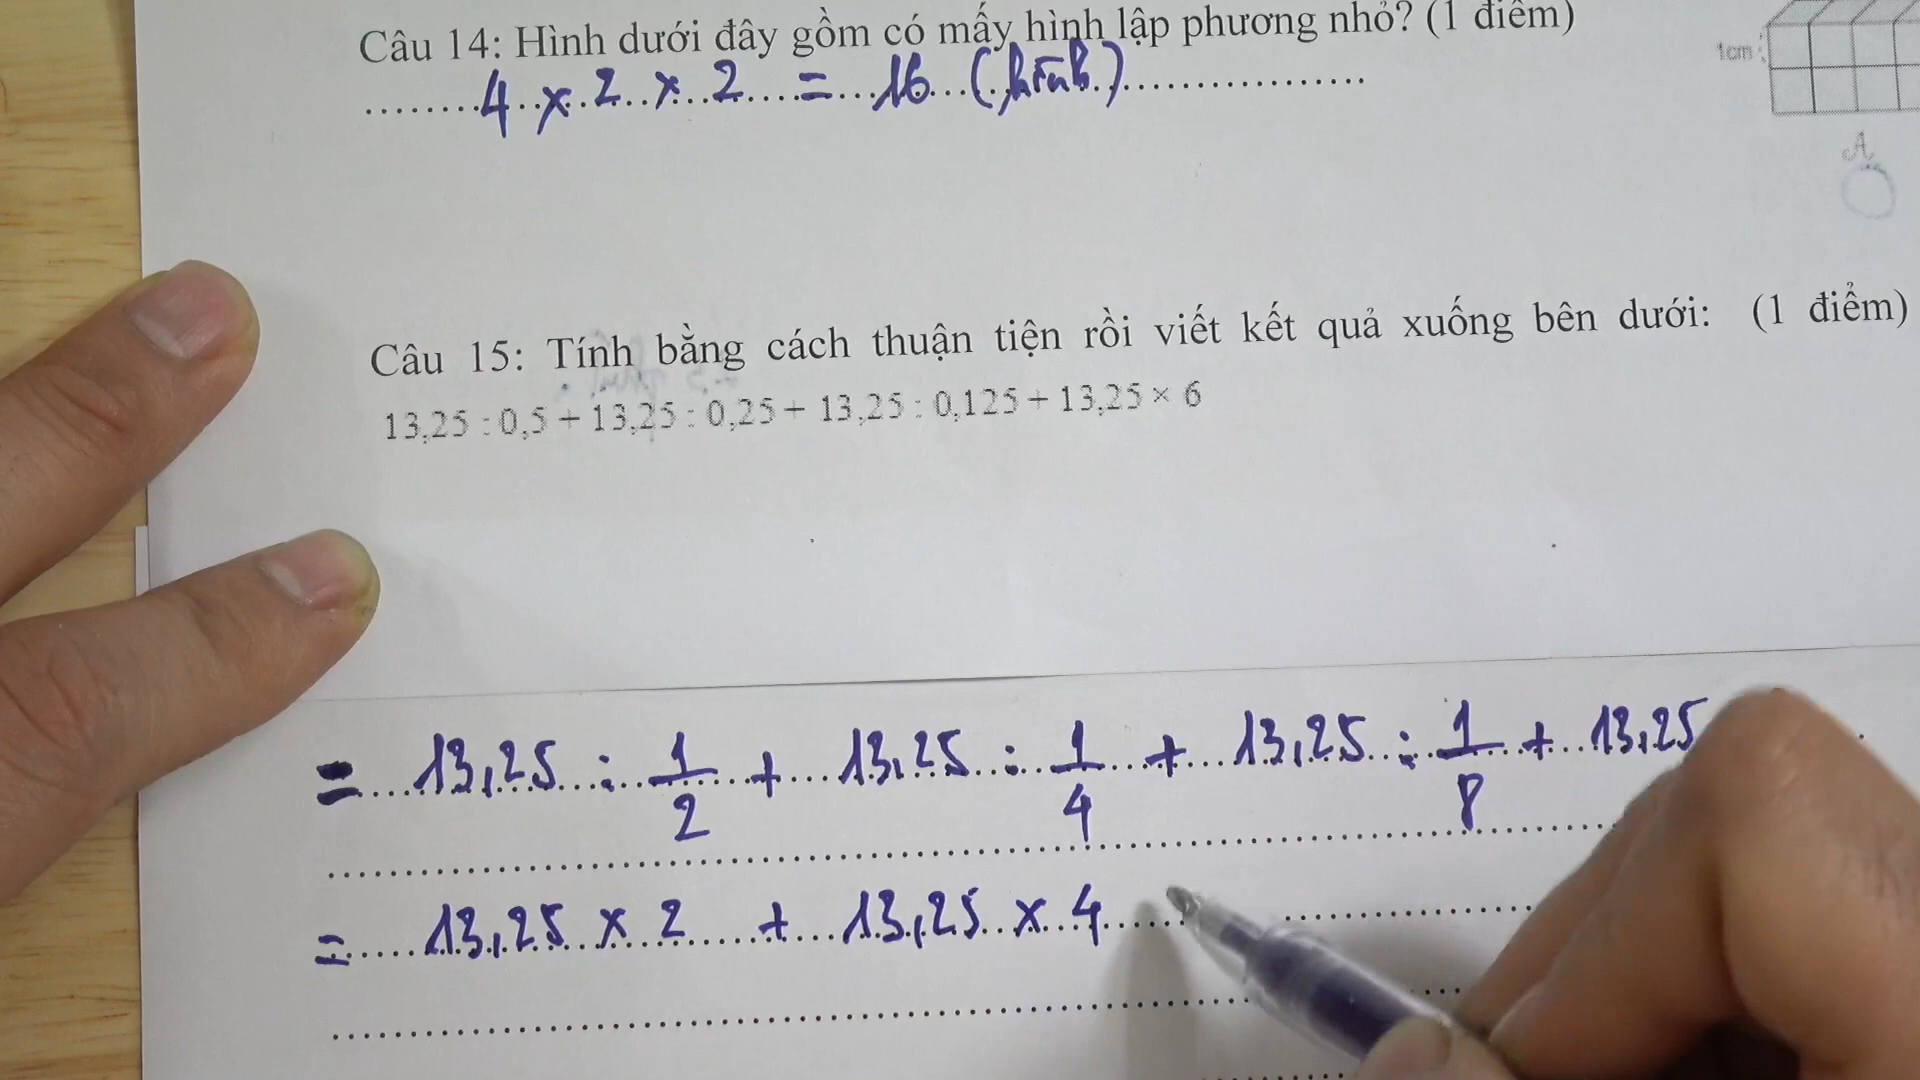 Câu 14: Hình dưới đây gồm có mấy hình lập phương nhỏ? (1 điểm)
1cm
4 x 2 x 2 = 16 (hình)
A
Câu 15: Tính bằng cách thuận tiện rồi viết kết quả xuống bên dưới: (1 điểm)
13,25 : 0,5 + 13,25 : 0,25 + 13,25 : 0,125 + 13,25 × 6
= 13,25 : 1/2 + 13,25 : 1/4 + 13,25 : 1/8 + 13,25
= 13,25 x 2 + 13,25 x 4